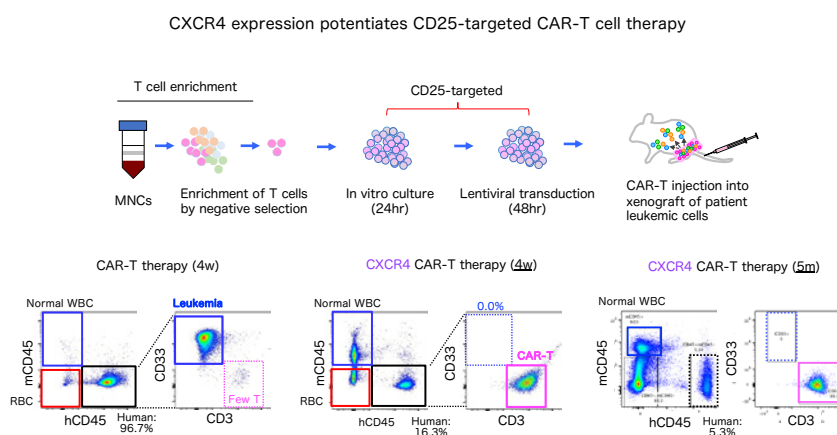 CXCR4 expression potentiates CD25-targeted CAR-T cell therapy
T cell enrichment
CD25-targeted
MNCs
Enrichment of T cells
by negative selection
In vitro culture
(24hr)
Lentiviral transduction
(48hr)
CAR-T injection into
xenograft of patient
leukemic cells
CAR-T therapy (4w)
Normal WBC
Leukemia
mCD45
CD33
RBC
Few T
hCD45
Human:
96.7%
CD3
CXCR4 CAR-T therapy (4w)
Normal WBC
0.0%
mCD45
CD33
CAR-T
RBC
hCD45
Human:
16.3%
CD3
CXCR4 CAR-T therapy (5m)
Normal WBC
mCD45
CD33
RBC
hCD45
Human:
5.3%
CD3